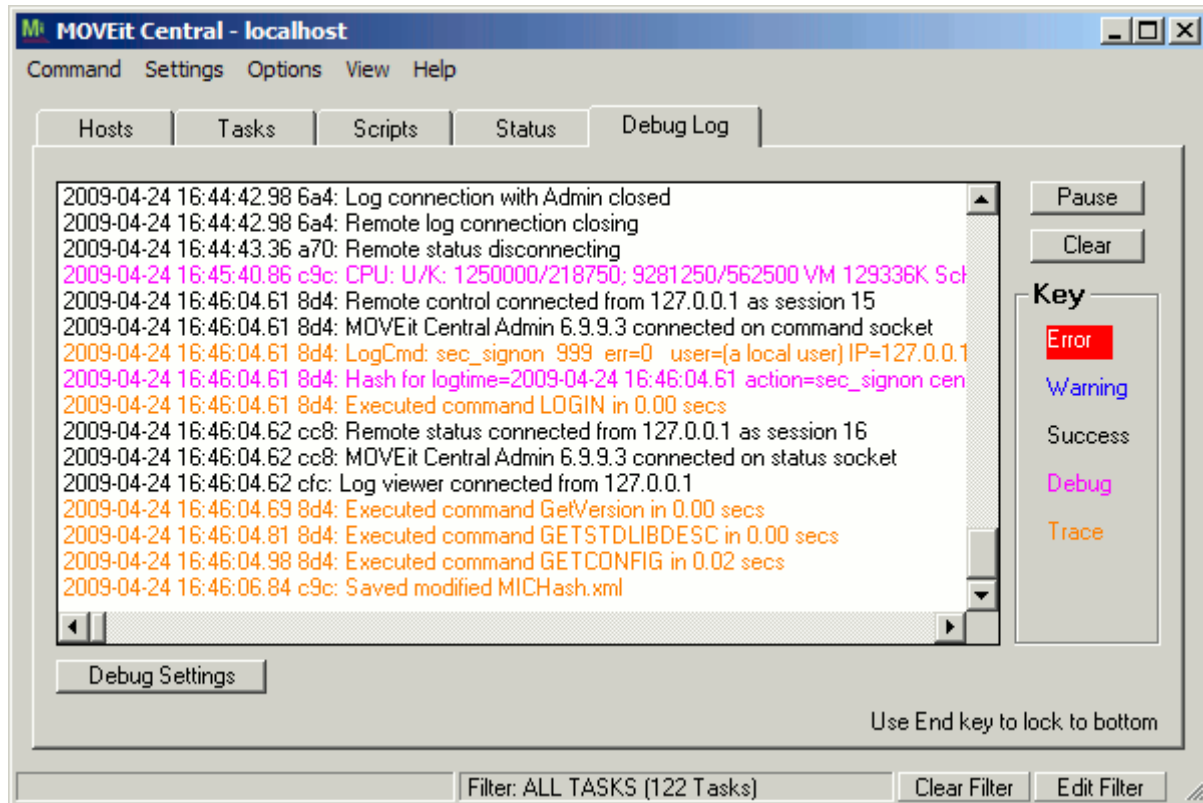 MOVEit Central - localhost
Command Settings Options View Help
Hosts Tasks Scripts Status Debug Log
2009-04-24 16:44:42.98 6a4: Log connection with Admin closed
2009-04-24 16:44:42.98 6a4: Remote log connection closing
2009-04-24 16:44:43.36 a70: Remote status disconnecting
2009-04-24 16:45:40.86 c9c: CPU: U/K: 1250000/218750; 9281250/562500 VM 129336K Sch
2009-04-24 16:46:04.61 8d4: Remote control connected from 127.0.0.1 as session 15
2009-04-24 16:46:04.61 8d4: MOVEit Central Admin 6.9.9.3 connected on command socket
2009-04-24 16:46:04.61 8d4: LogCmd: sec_signon 999 err=0 user=(a local user) IP=127.0.0.1
2009-04-24 16:46:04.61 8d4: Hash for logtime=2009-04-24 16:46:04.61 action=sec_signon cen
2009-04-24 16:46:04.61 8d4: Executed command LOGIN in 0.00 secs
2009-04-24 16:46:04.62 cc8: Remote status connected from 127.0.0.1 as session 16
2009-04-24 16:46:04.62 cc8: MOVEit Central Admin 6.9.9.3 connected on status socket
2009-04-24 16:46:04.62 cfc: Log viewer connected from 127.0.0.1
2009-04-24 16:46:04.69 8d4: Executed command GetVersion in 0.00 secs
2009-04-24 16:46:04.81 8d4: Executed command GETSTDLIBDESC in 0.00 secs
2009-04-24 16:46:04.98 8d4: Executed command GETCONFIG in 0.02 secs
2009-04-24 16:46:06.84 c9c: Saved modified MICHash.xml
Pause
Clear
Key
Error
Warning
Success
Debug
Trace
Debug Settings
Use End key to lock to bottom
Filter: ALL TASKS (122 Tasks) Clear Filter Edit Filter